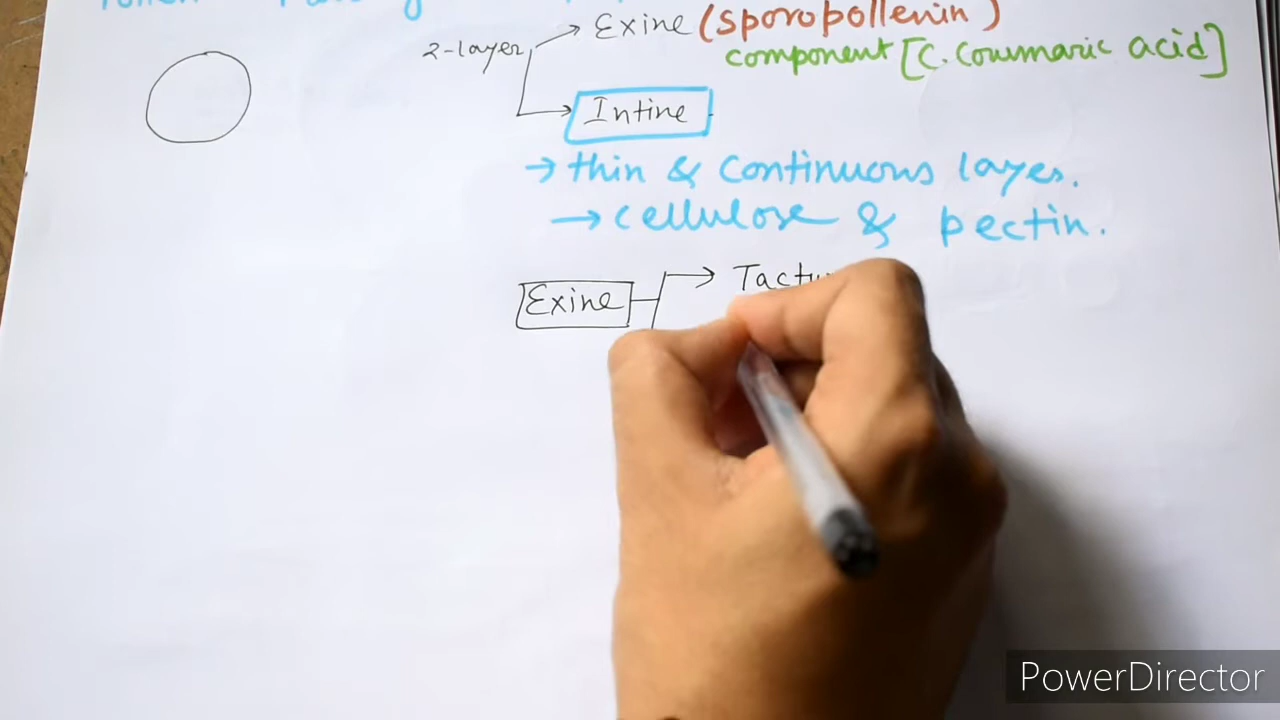 Exine (sporopollenin)
2-layer
component [C. Coumaric acid]
Intine
→ thin & continuous layer.
→ cellulose & pectin.
Exine
PowerDirector